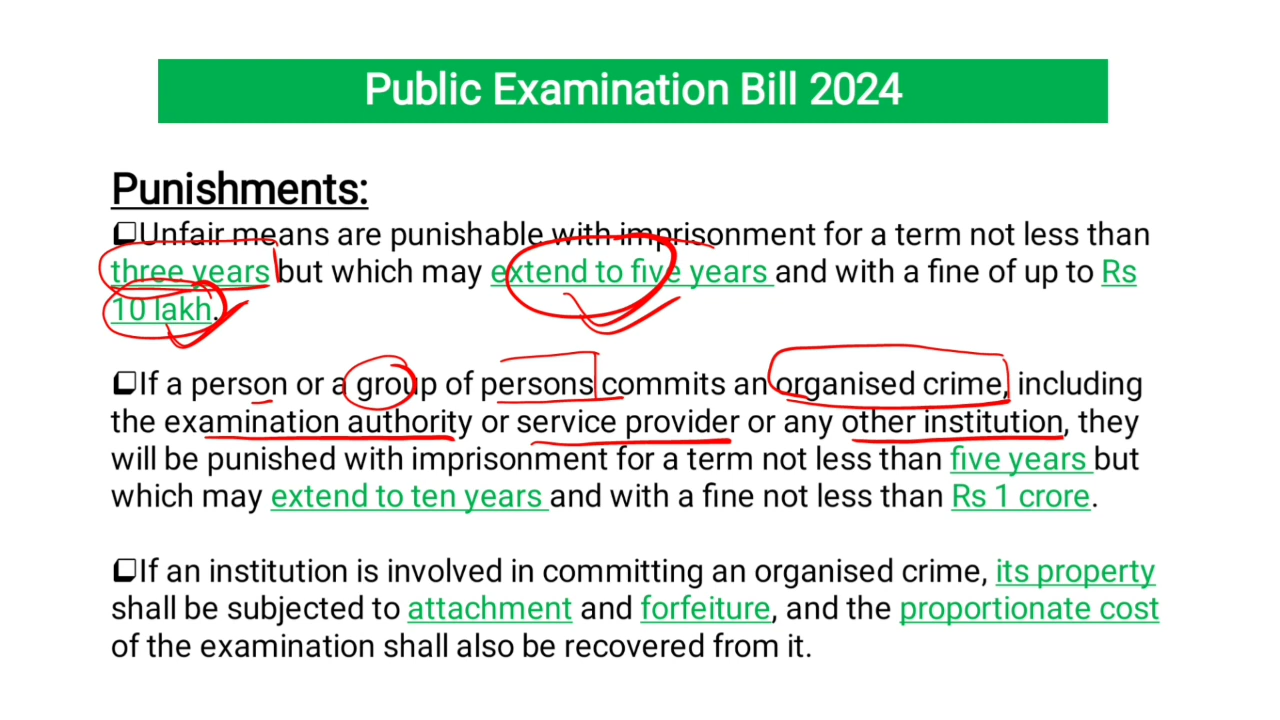 Public Examination Bill 2024
Punishments:
❑Unfair means are punishable with imprisonment for a term not less than
three years but which may extend to five years and with a fine of up to Rs
10 lakh.
❑If a person or a group of persons commits an organised crime, including
the examination authority or service provider or any other institution, they
will be punished with imprisonment for a term not less than five years but
which may extend to ten years and with a fine not less than Rs 1 crore.
❑If an institution is involved in committing an organised crime, its property
shall be subjected to attachment and forfeiture, and the proportionate cost
of the examination shall also be recovered from it.